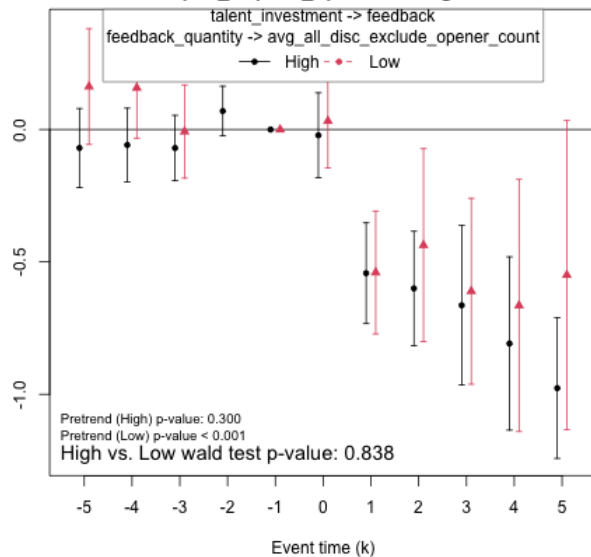 talent_investment -> feedback
feedback_quantity -> avg_all_disc_exclude_opener_count
High Low
0.0
-0.5
-1.0
Pretrend (High) p-value: 0.300
Pretrend (Low) p-value < 0.001
High vs. Low wald test p-value: 0.838
-5 -4 -3 -2 -1 0 1 2 3 4 5
Event time (k)